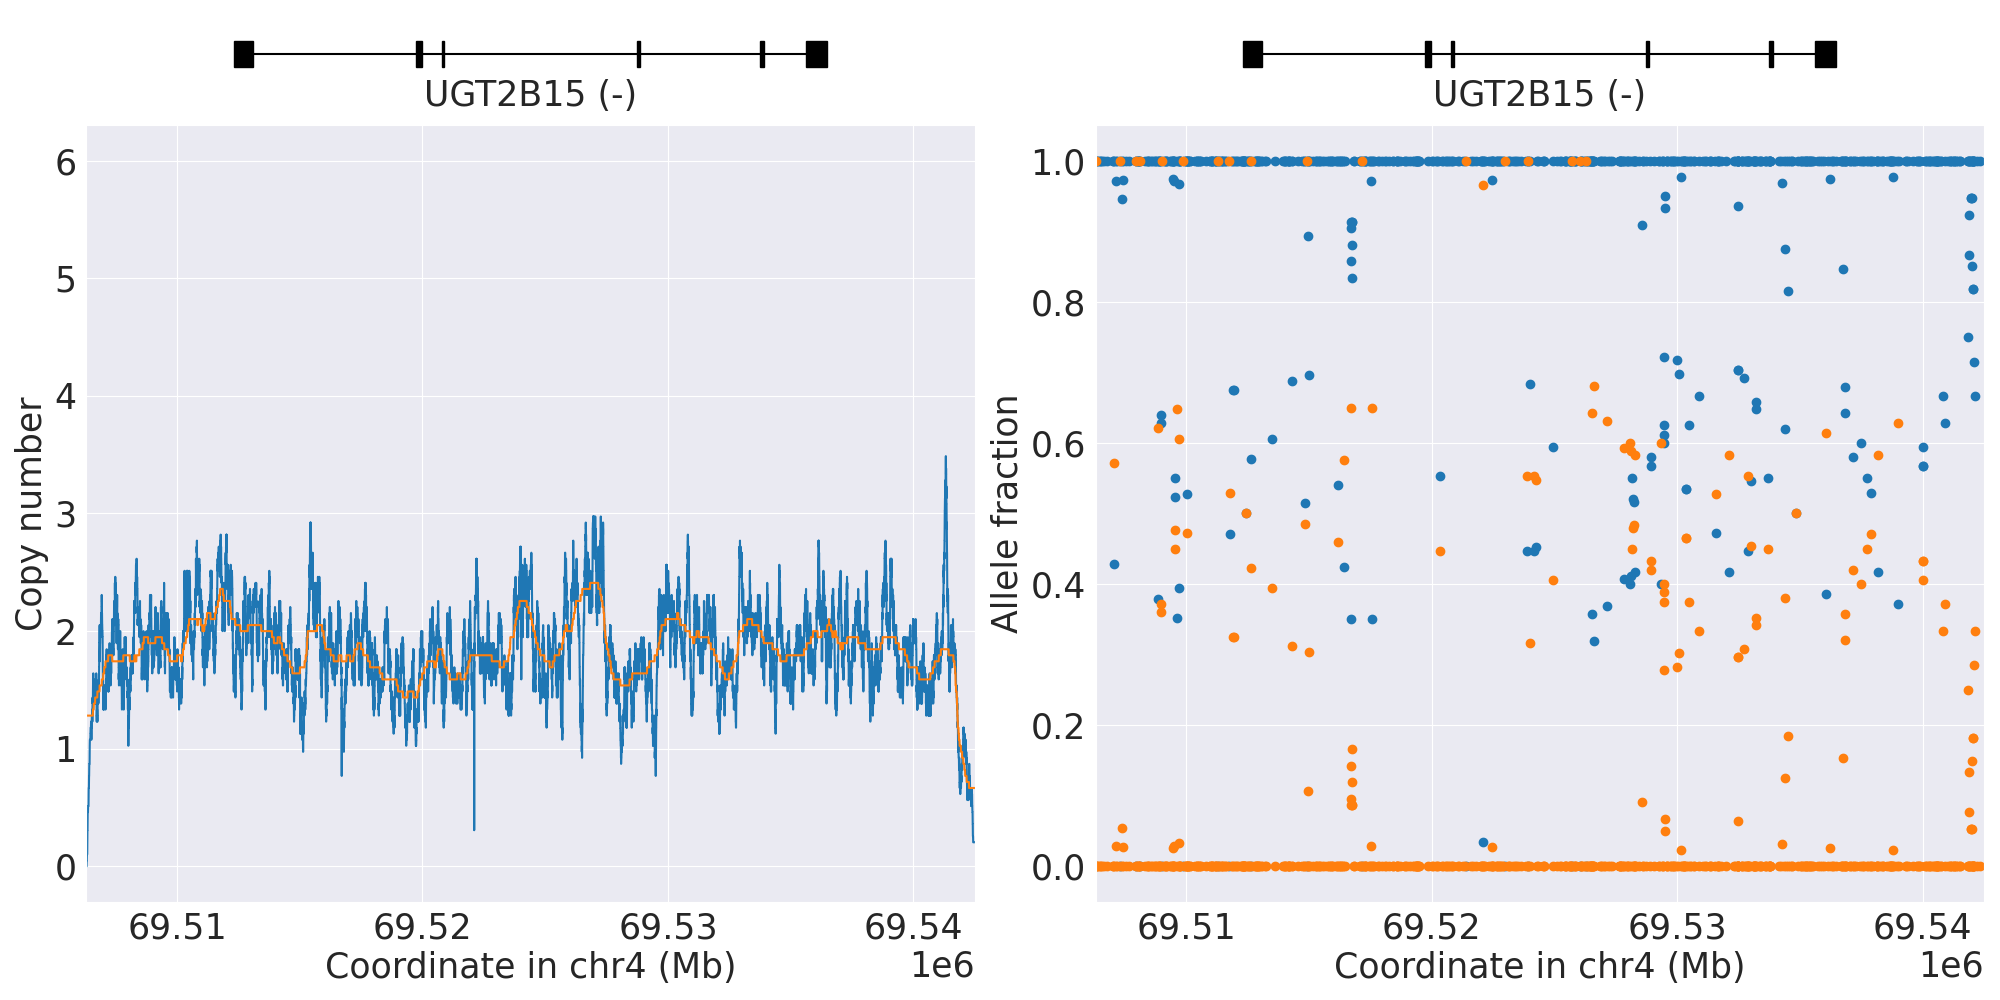 UGT2B15 (-)
6
5
4
3
2
1
0
Copy number
69.51 69.52 69.53 69.54
Coordinate in chr4 (Mb)
1e6
UGT2B15 (-)
1.0
0.8
0.6
0.4
0.2
0.0
Allele fraction
69.51 69.52 69.53 69.54
Coordinate in chr4 (Mb)
1e6